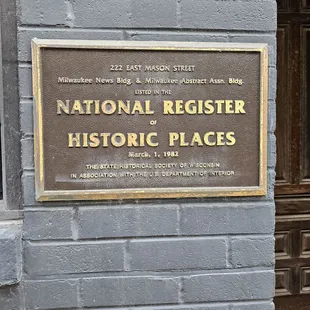 222 EAST MASON STREET
Milwaukee News Bldg. & Milwaukee Abstract Assn. Bldg.
LISTED IN THE
NATIONAL REGISTER
OF
HISTORIC PLACES
March, 1, 1982
THE STATE HISTORICAL SOCIETY OF WISCONSIN
IN ASSOCIATION WITH THE U.S. DEPARTMENT OF INTERIOR